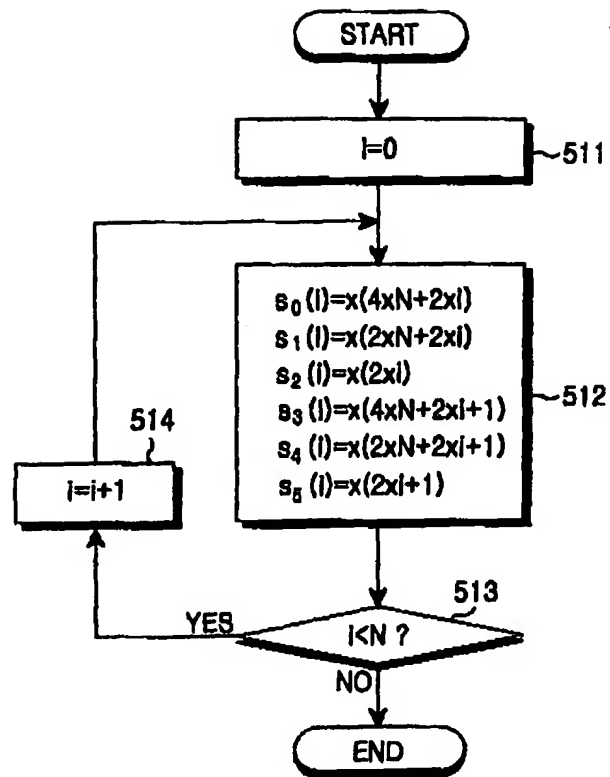 START
i=0
511
s₀(i)=x(4xN+2xi)
s₁(i)=x(2xN+2xi)
s₂(i)=x(2xi)
s₃(i)=x(4xN+2xi+1)
s₄(i)=x(2xN+2xi+1)
s₅(i)=x(2xi+1)
512
514
i=i+1
513
i<N ?
YES
NO
END